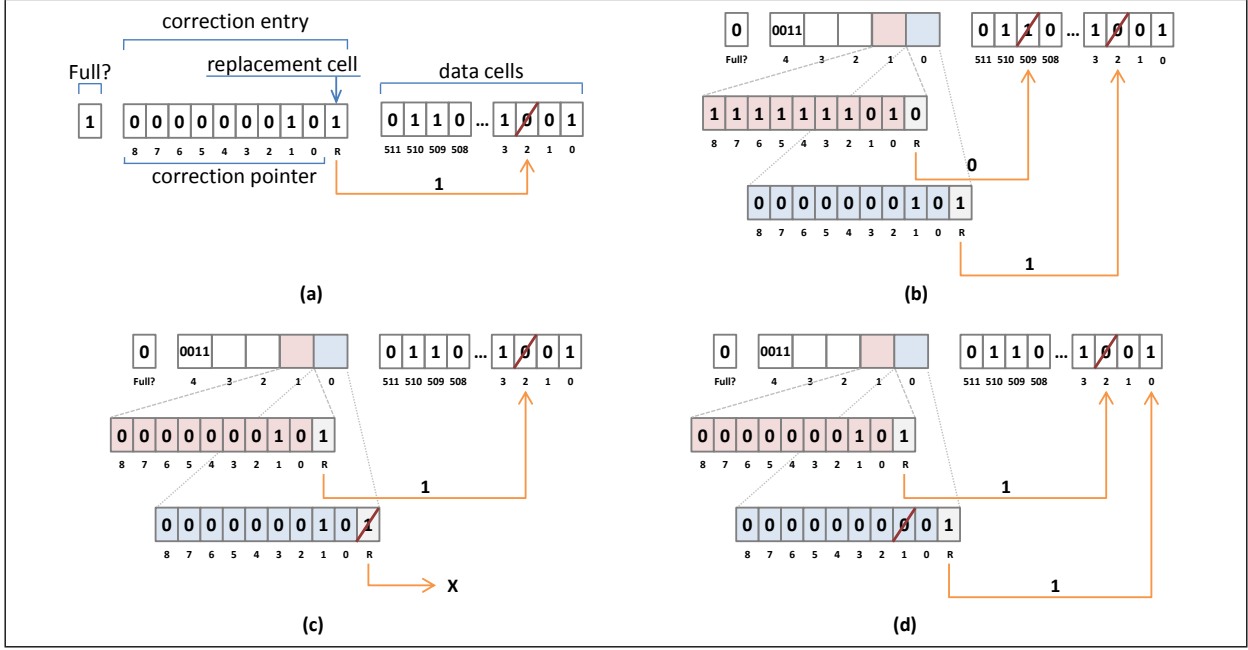 correction entry
replacement cell
Full?
data cells
1
0 0 0 0 0 0 0 1 0 1
0 1 1 0 ... 1 0 0 1
8 7 6 5 4 3 2 1 0 R
511 510 509 508 3 2 1 0
correction pointer
1
(a)
0
0011
0 1 1 0 ... 1 0 0 1
Full?
4 3 2 1 0
511 510 509 508 3 2 1 0
1 1 1 1 1 1 1 0 1 0
8 7 6 5 4 3 2 1 0 R
0
0 0 0 0 0 0 0 1 0 1
8 7 6 5 4 3 2 1 0 R
1
(b)
0
0011
0 1 1 0 ... 1 0 0 1
Full?
4 3 2 1 0
511 510 509 508 3 2 1 0
0 0 0 0 0 0 0 1 0 1
8 7 6 5 4 3 2 1 0 R
1
0 0 0 0 0 0 0 1 0 1
8 7 6 5 4 3 2 1 0 R
X
(c)
0
0011
0 1 1 0 ... 1 0 0 1
Full?
4 3 2 1 0
511 510 509 508 3 2 1 0
0 0 0 0 0 0 0 1 0 1
8 7 6 5 4 3 2 1 0 R
1
0 0 0 0 0 0 0 0 0 1
8 7 6 5 4 3 2 1 0 R
1
(d)